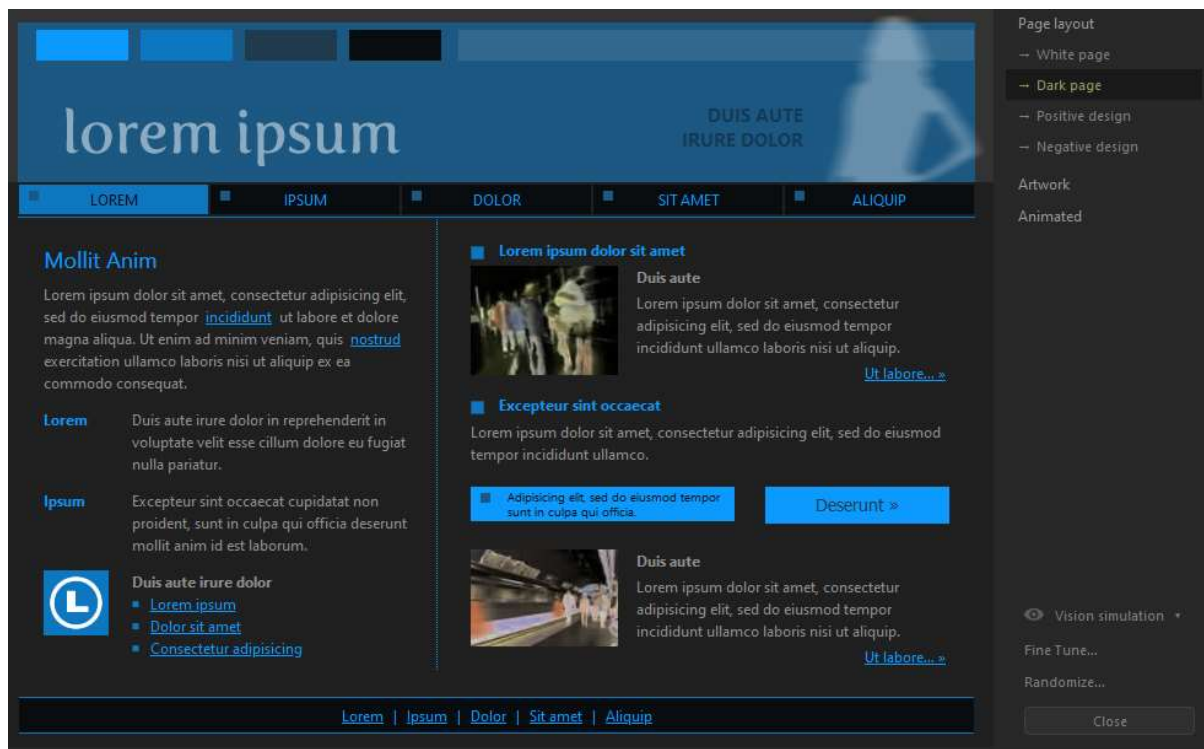 lorem ipsum
DUIS AUTE
IRURE DOLOR
LOREM
IPSUM
DOLOR
SIT AMET
ALIQUIP
Mollit Anim
Lorem ipsum dolor sit amet, consectetur adipisicing elit,
sed do eiusmod tempor incididunt ut labore et dolore
magna aliqua. Ut enim ad minim veniam, quis nostrud
exercitation ullamco laboris nisi ut aliquip ex ea
commodo consequat.
Lorem
Duis aute irure dolor in reprehenderit in
voluptate velit esse cillum dolore eu fugiat
nulla pariatur.
Ipsum
Excepteur sint occaecat cupidatat non
proident, sunt in culpa qui officia deserunt
mollit anim id est laborum.
L
Duis aute irure dolor
Lorem ipsum
Dolor sit amet
Consectetur adipisicing
Lorem ipsum dolor sit amet
Duis aute
Lorem ipsum dolor sit amet, consectetur
adipisicing elit, sed do eiusmod tempor
incididunt ullamco laboris nisi ut aliquip.
Ut labore... »
Excepteur sint occaecat
Lorem ipsum dolor sit amet, consectetur adipisicing elit, sed do eiusmod
tempor incididunt ullamco.
Adipisicing elit, sed do eiusmod tempor
sunt in culpa qui officia.
Deserunt »
Duis aute
Lorem ipsum dolor sit amet, consectetur
adipisicing elit, sed do eiusmod tempor
incididunt ullamco laboris nisi ut aliquip.
Ut labore... »
Lorem | Ipsum | Dolor | Sit amet | Aliquip
Page layout
→ White page
→ Dark page
→ Positive design
→ Negative design
Artwork
Animated
Vision simulation
Fine Tune...
Randomize...
Close